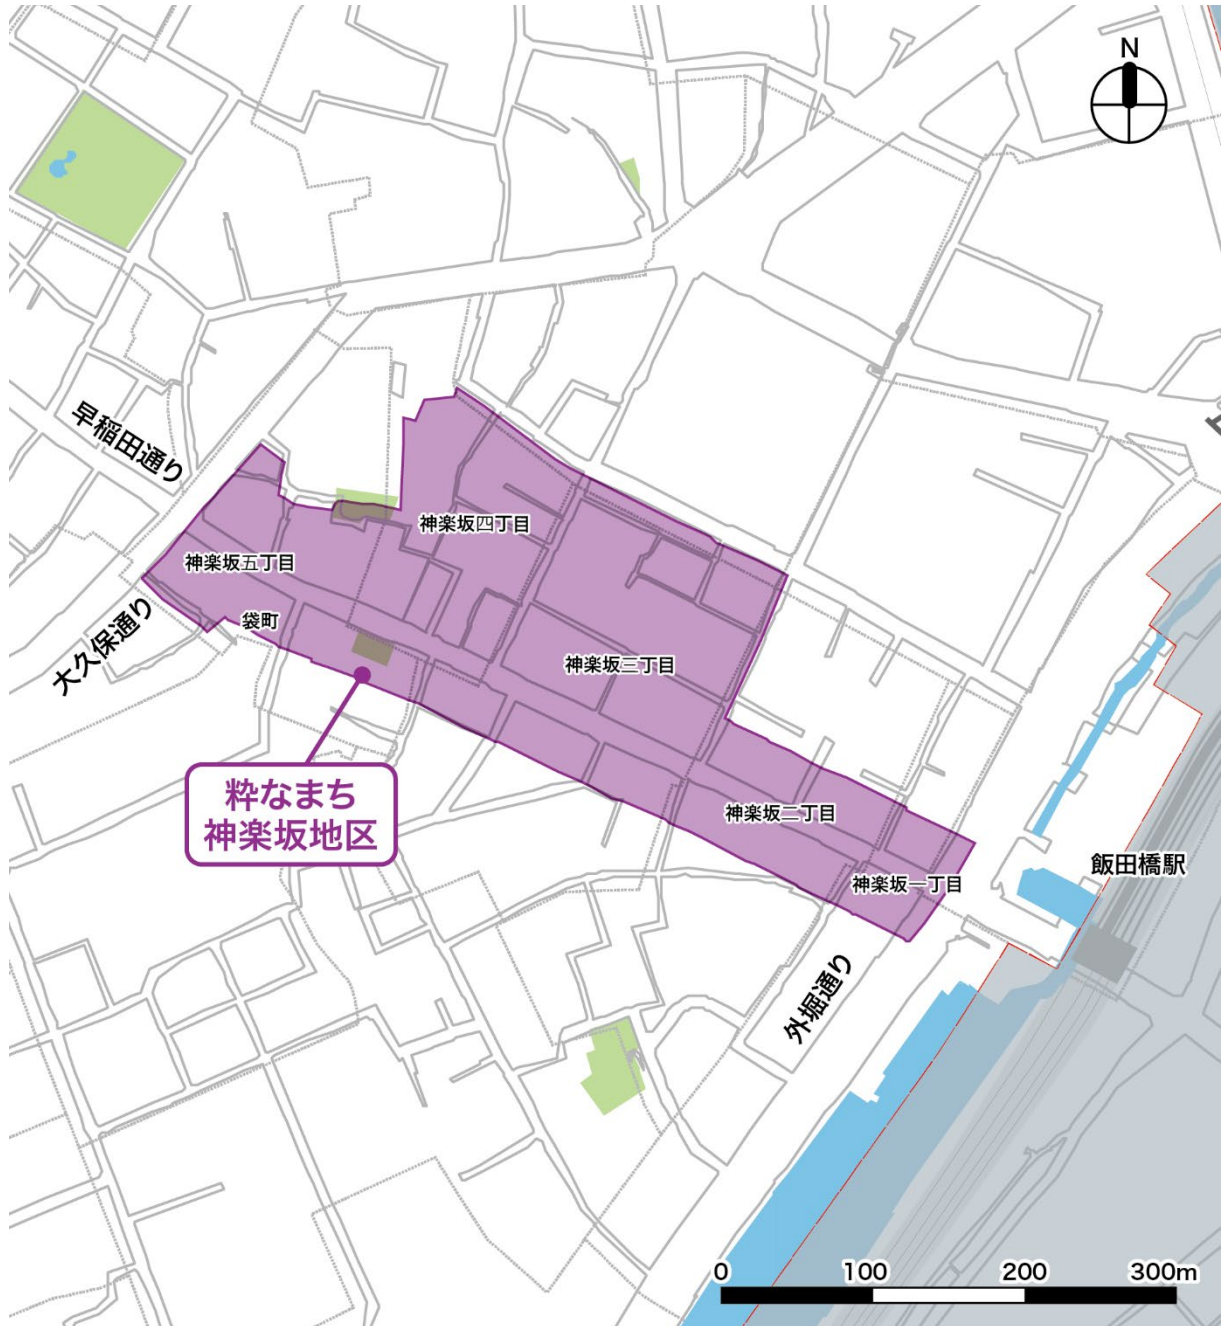 N
早稲田通り
神楽坂四丁目
神楽坂五丁目
袋町
大久保通り
神楽坂三丁目
粋なまち
神楽坂地区
神楽坂二丁目
飯田橋駅
神楽坂一丁目
外堀通り
0 100 200 300m